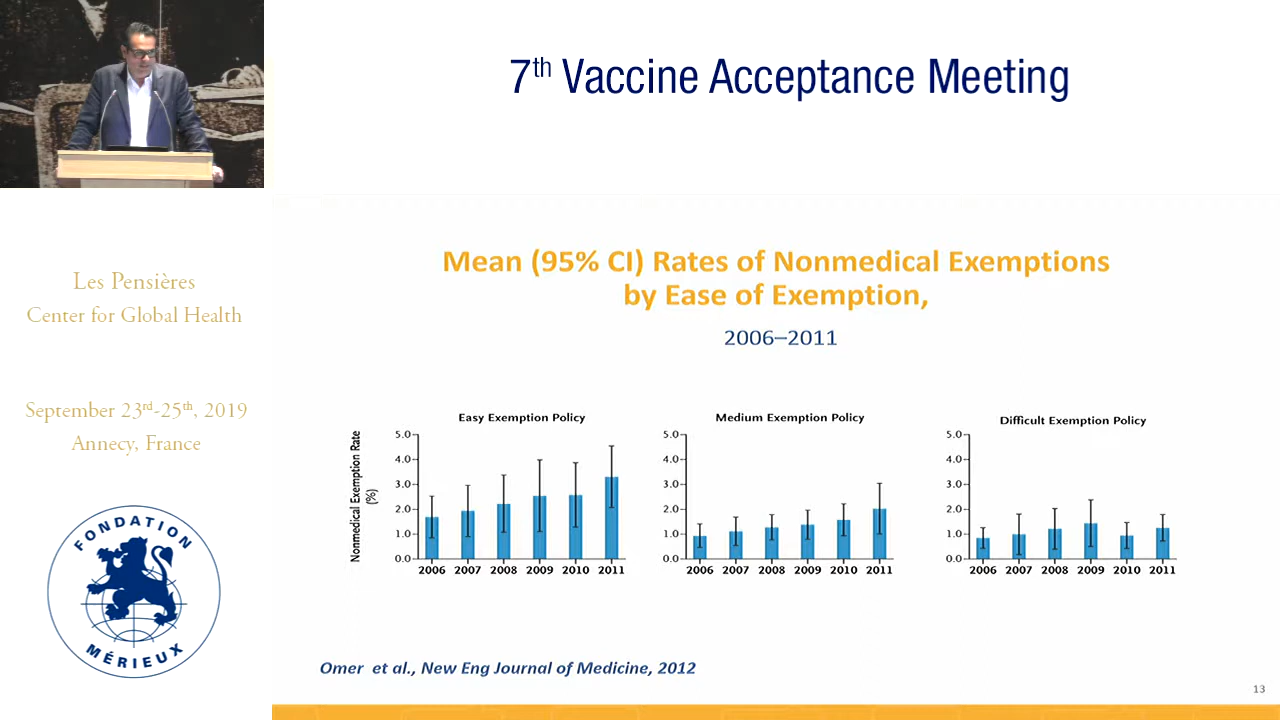 7th Vaccine Acceptance Meeting
Les Pensières
Center for Global Health
September 23rd-25th, 2019
Annecy, France
FONDATION
MÉRIEUX
Mean (95% CI) Rates of Nonmedical Exemptions
by Ease of Exemption,
2006–2011
Nonmedical Exemption Rate
(%)
Easy Exemption Policy
5.0
4.0
3.0
2.0
1.0
0.0
2006 2007 2008 2009 2010 2011
Medium Exemption Policy
5.0
4.0
3.0
2.0
1.0
0.0
2006 2007 2008 2009 2010 2011
Difficult Exemption Policy
5.0
4.0
3.0
2.0
1.0
0.0
2006 2007 2008 2009 2010 2011
Omer et al., New Eng Journal of Medicine, 2012
13